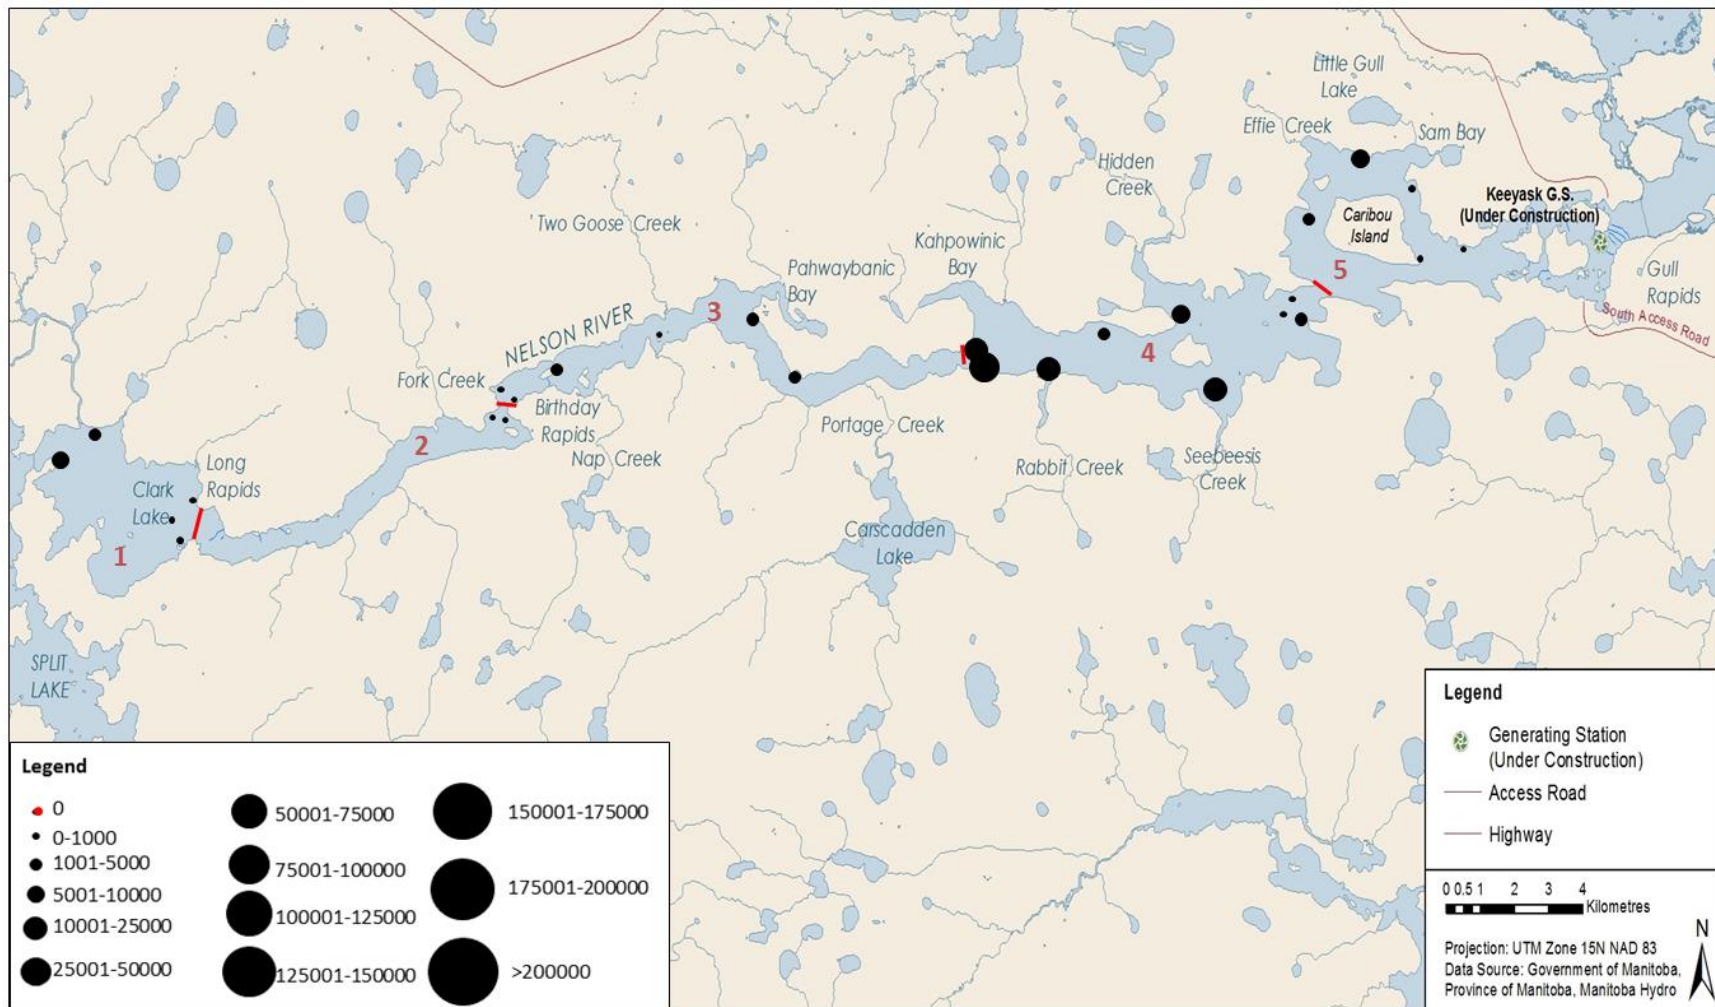 Little Gull
Lake
Effie Creek
Sam Bay
Hidden
Creek
Keeyask G.S.
(Under Construction)
Caribou
Island
Two Goose Creek
Kahpowinic
Bay
Pahwaybanic
Bay
Gull
Rapids
South Access Road
5
3
NELSON RIVER
4
Fork Creek
Birthday
Rapids
2
Portage Creek
Nap Creek
Rabbit Creek
Seebeesis
Creek
Long
Rapids
Clark
Lake
1
Carscadden
Lake
SPLIT
LAKE
Legend
0
0-1000
1001-5000
5001-10000
10001-25000
25001-50000
50001-75000
75001-100000
100001-125000
125001-150000
150001-175000
175001-200000
>200000
Legend
Generating Station
(Under Construction)
Access Road
Highway
0 0.5 1 2 3 4
Kilometres
N
Projection: UTM Zone 15N NAD 83
Data Source: Government of Manitoba,
Province of Manitoba, Manitoba Hydro